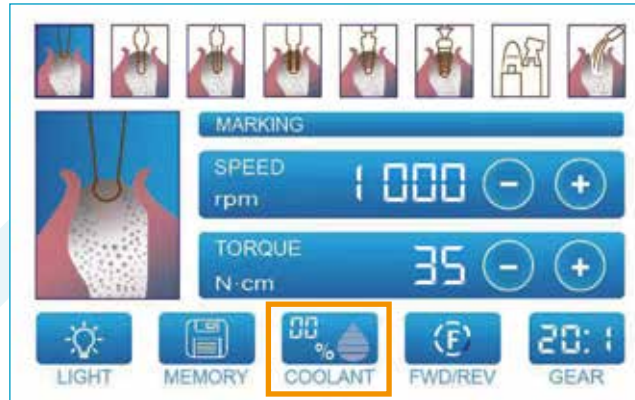 MARKING
SPEED
rpm
1000 - +
TORQUE
N·cm
35 - +
00 %
F
20:1
LIGHT MEMORY COOLANT FWD/REV GEAR